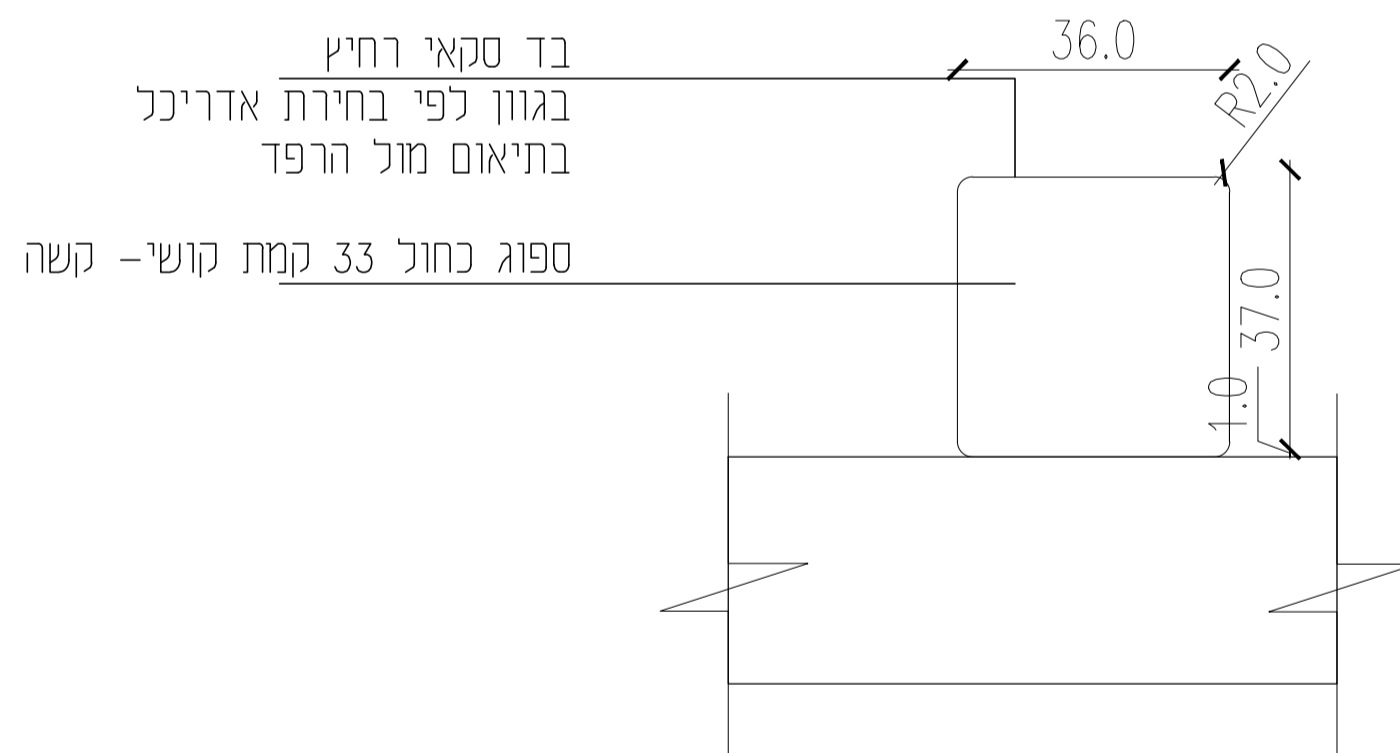 בד סקאי רחיץ
בגוון לפי בחירת אדריכל
בתיאום מול הרפד
ספוג כחול 33 קמת קושי- קשה
36.0
R2.0
37.0
1.0